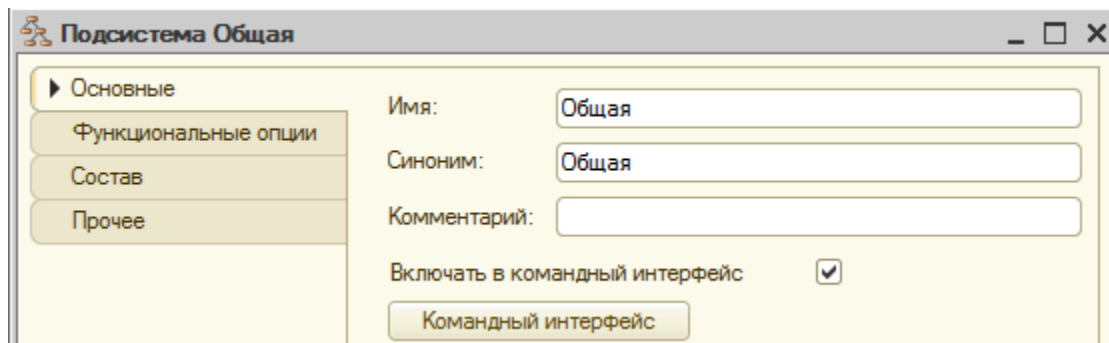 Подсистема Общая
Основные
Функциональные опции
Состав
Прочее
Имя: Общая
Синоним: Общая
Комментарий:
Включать в командный интерфейс
Командный интерфейс